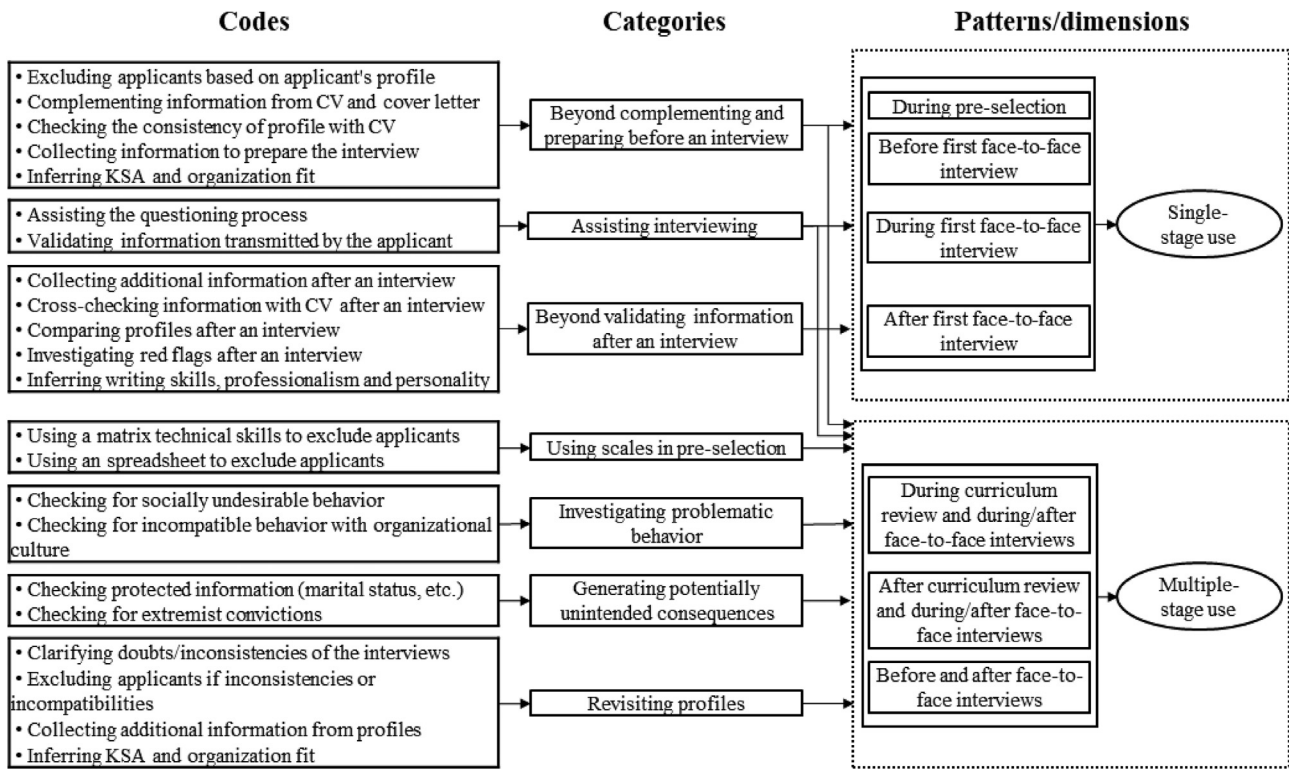 Codes
Categories
Patterns/dimensions
• Excluding applicants based on applicant's profile
• Complementing information from CV and cover letter
• Checking the consistency of profile with CV
• Collecting information to prepare the interview
• Inferring KSA and organization fit
Beyond complementing and
preparing before an interview
During pre-selection
Before first face-to-face
interview
• Assisting the questioning process
• Validating information transmitted by the applicant
Assisting interviewing
During first face-to-face
interview
Single-
stage use
• Collecting additional information after an interview
• Cross-checking information with CV after an interview
• Comparing profiles after an interview
• Investigating red flags after an interview
• Inferring writing skills, professionalism and personality
Beyond validating information
after an interview
After first face-to-face
interview
• Using a matrix technical skills to exclude applicants
• Using an spreadsheet to exclude applicants
Using scales in pre-selection
• Checking for socially undesirable behavior
• Checking for incompatible behavior with organizational
culture
Investigating problematic
behavior
During curriculum
review and during/after
face-to-face interviews
• Checking protected information (marital status, etc.)
• Checking for extremist convictions
Generating potentially
unintended consequences
After curriculum review
and during/after face-to-
face interviews
Multiple-
stage use
• Clarifying doubts/inconsistencies of the interviews
• Excluding applicants if inconsistencies or
incompatibilities
• Collecting additional information from profiles
• Inferring KSA and organization fit
Revisiting profiles
Before and after face-to-
face interviews